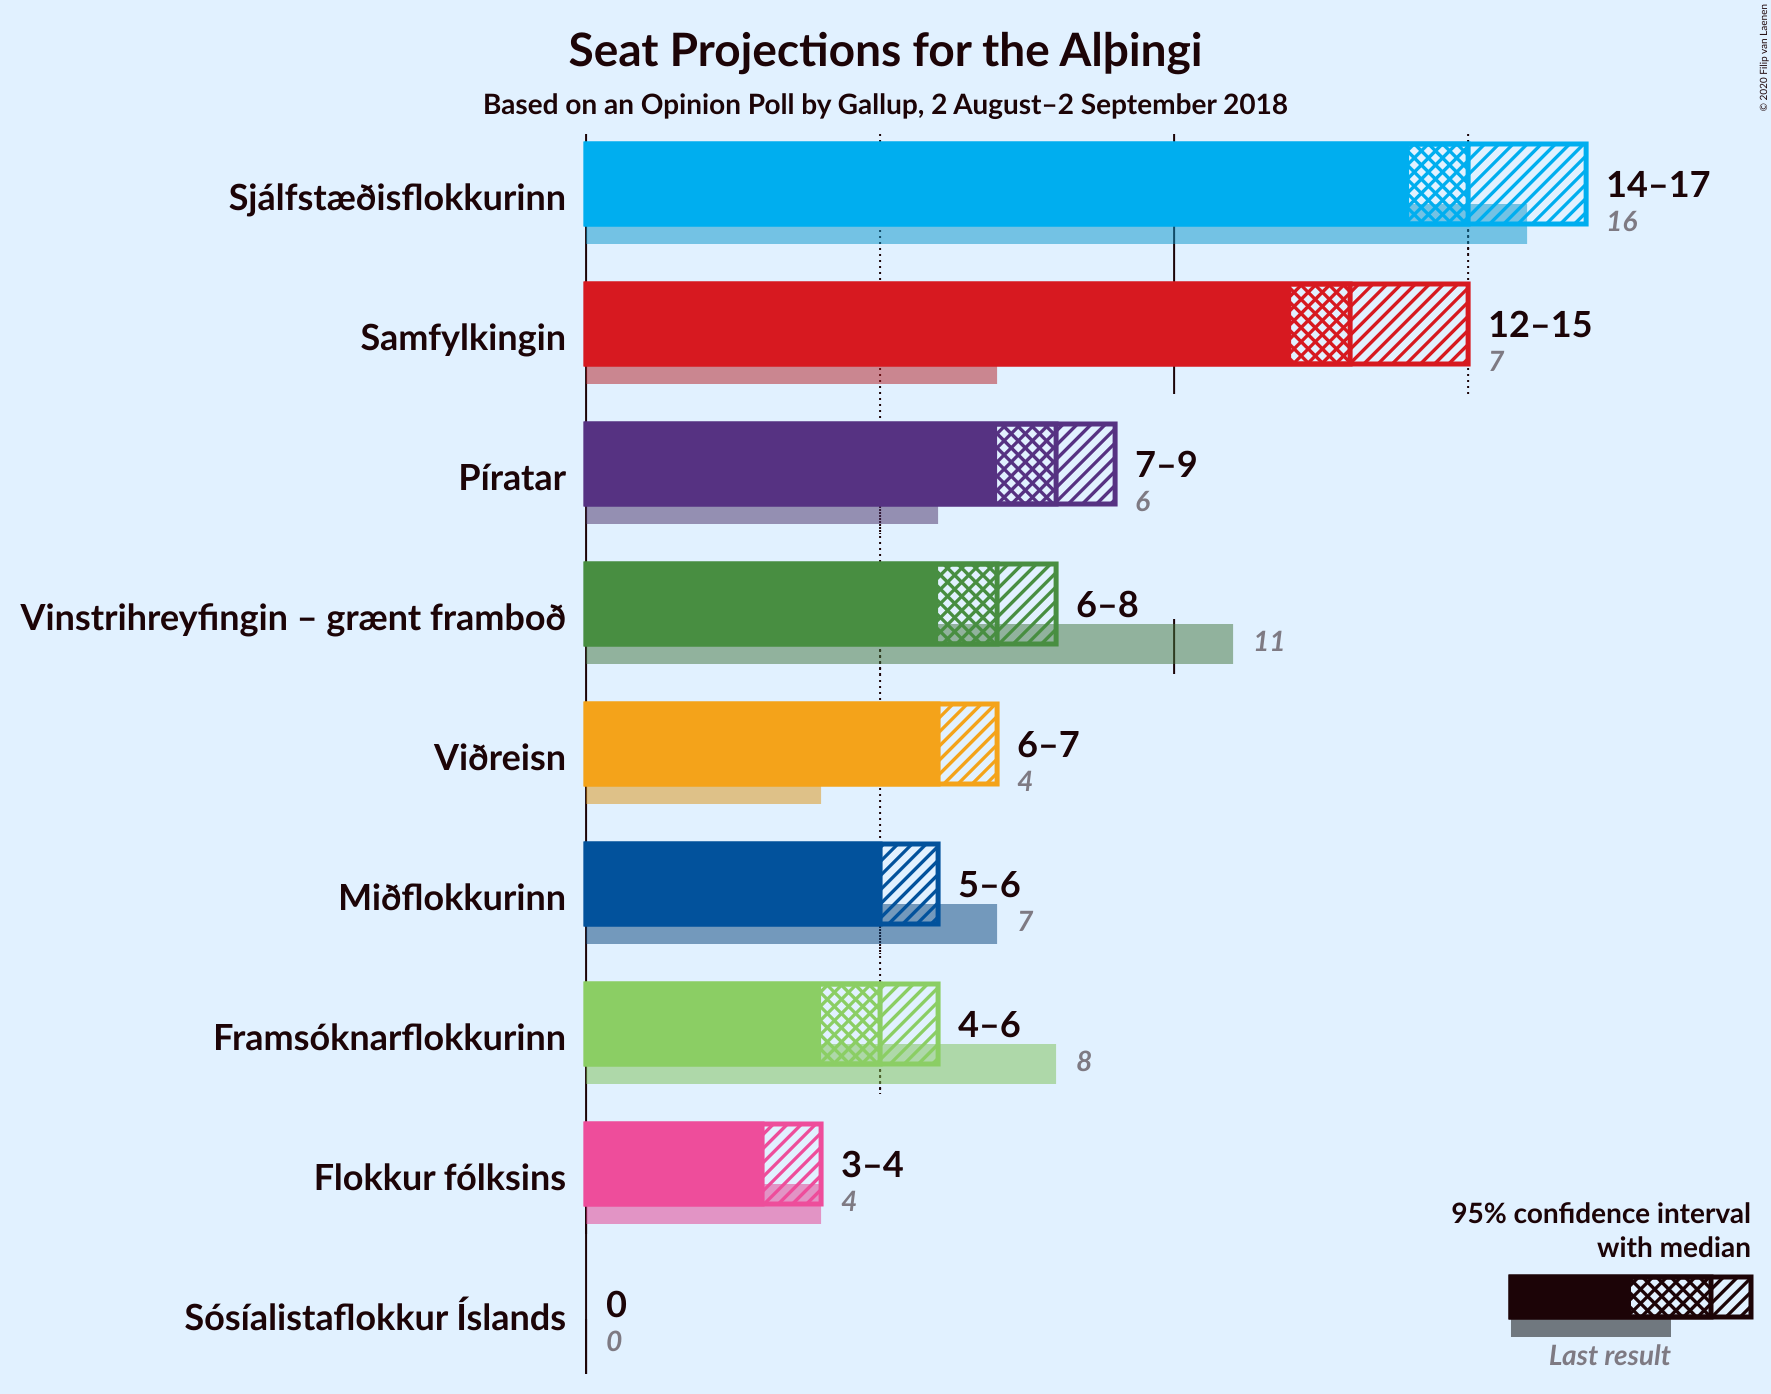 Seat Projections for the Alþingi
Based on an Opinion Poll by Gallup, 2 August–2 September 2018
© 2020 Filip van Laenen
Sjálfstæðisflokkurinn
14–17
16
Samfylkingin
12–15
7
Píratar
7–9
6
Vinstrihreyfingin – grænt framboð
6–8
11
Viðreisn
6–7
4
Miðflokkurinn
5–6
7
Framsóknarflokkurinn
4–6
8
Flokkur fólksins
3–4
4
Sósíalistaflokkur Íslands
0
0
95% confidence interval
with median
Last result